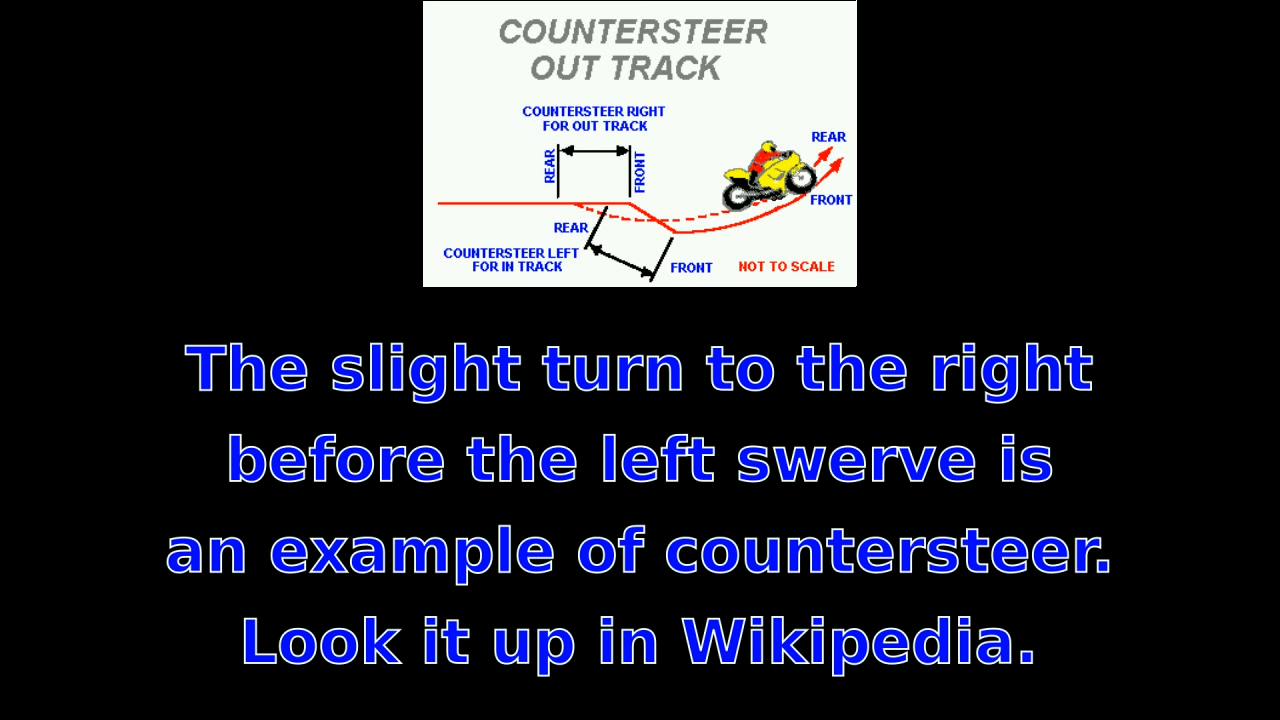 COUNTERSTEER
OUT TRACK
COUNTERSTEER RIGHT
FOR OUT TRACK
REAR
FRONT
REAR
FRONT
REAR
COUNTERSTEER LEFT
FOR IN TRACK
FRONT
NOT TO SCALE
The slight turn to the right
before the left swerve is
an example of countersteer.
Look it up in Wikipedia.